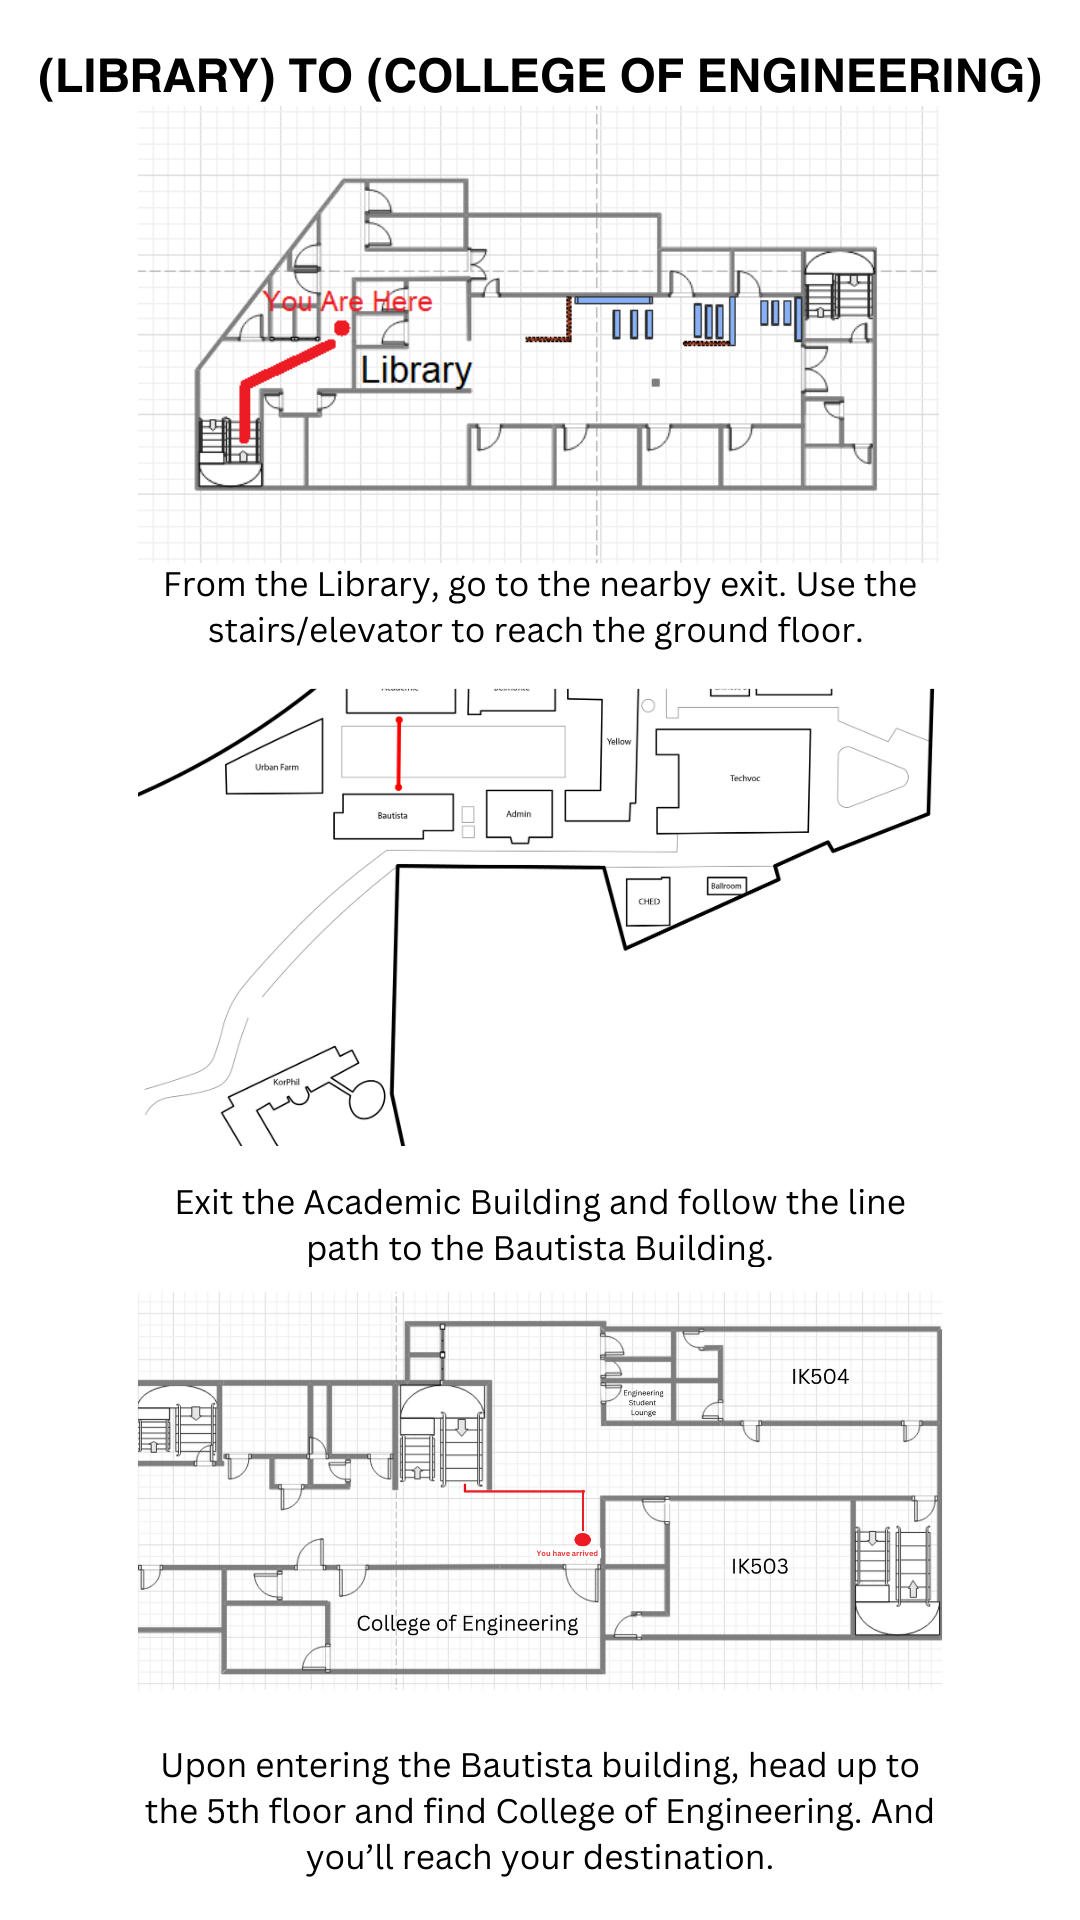 (LIBRARY) TO (COLLEGE OF ENGINEERING)
You Are Here
Library
From the Library, go to the nearby exit. Use the
stairs/elevator to reach the ground floor.
Academic
Yellow
Urban Farm
Techvoc
Bautista
Admin
Ballroom
CHED
KorPhil
Exit the Academic Building and follow the line
path to the Bautista Building.
IK504
Engineering
Student
Lounge
You have arrived
IK503
College of Engineering
Upon entering the Bautista building, head up to
the 5th floor and find College of Engineering. And
you’ll reach your destination.